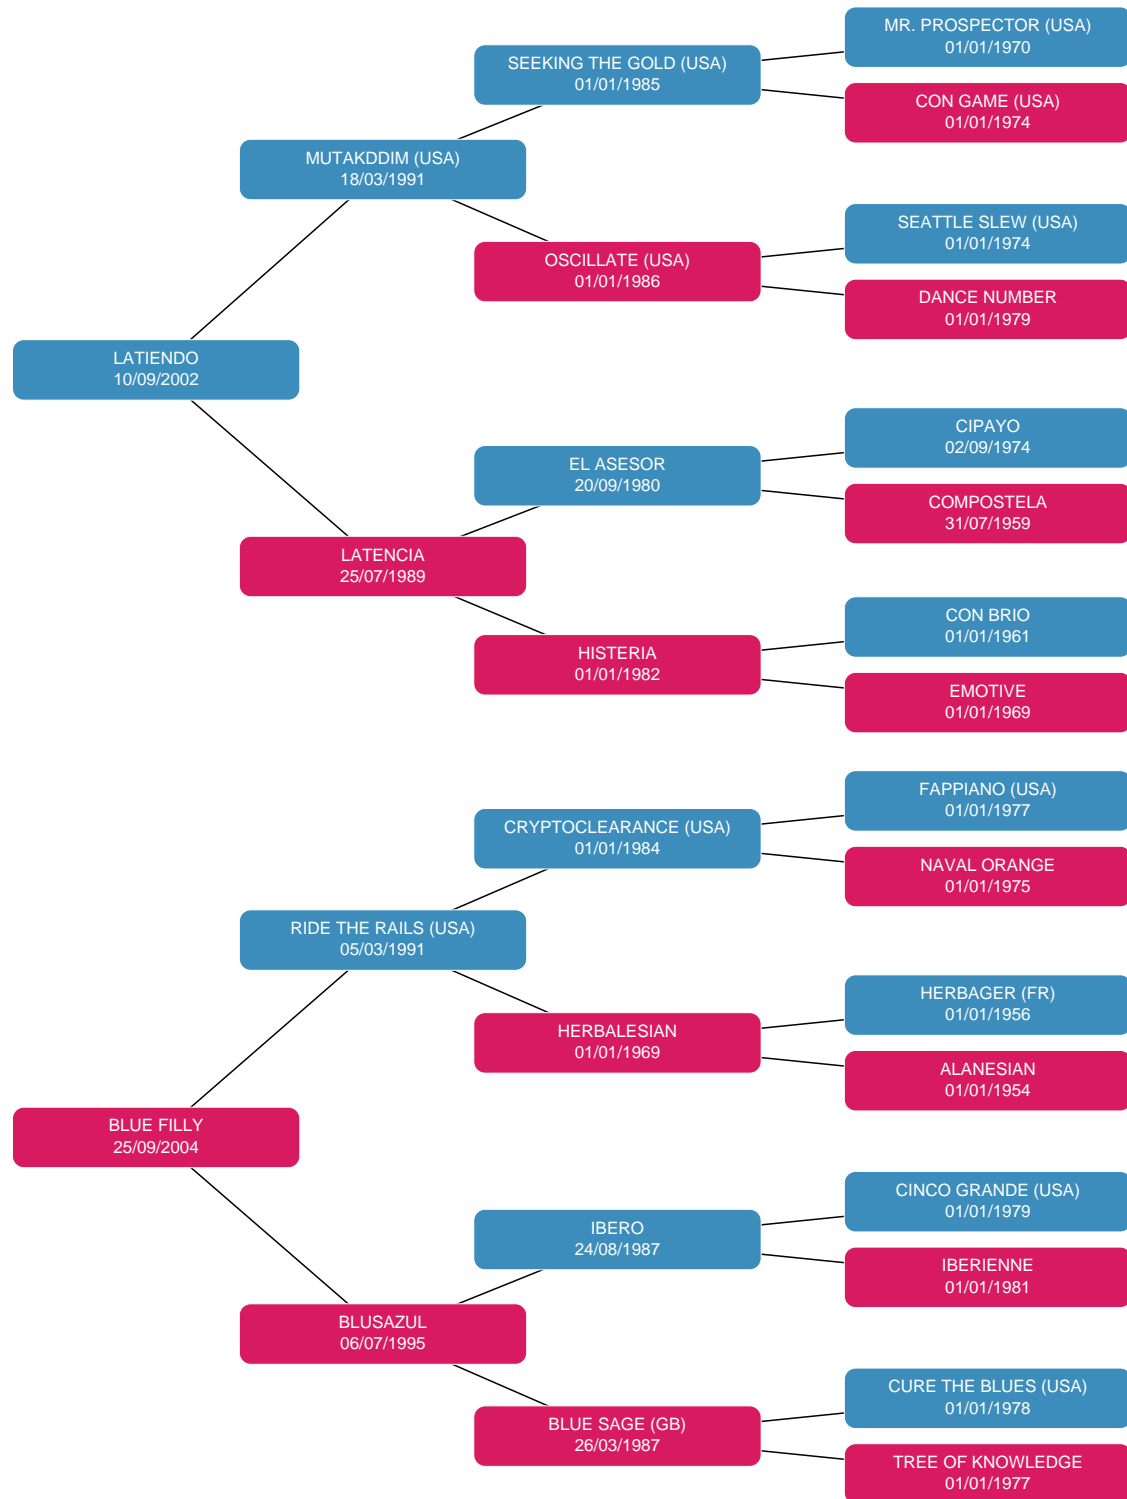 MR. PROSPECTOR (USA)
01/01/1970
SEEKING THE GOLD (USA)
01/01/1985
CON GAME (USA)
01/01/1974
MUTAKDDIM (USA)
18/03/1991
SEATTLE SLEW (USA)
01/01/1974
OSCILLATE (USA)
01/01/1986
DANCE NUMBER
01/01/1979
LATIENDO
10/09/2002
CIPAYO
02/09/1974
EL ASESOR
20/09/1980
COMPOSTELA
31/07/1959
LATENCIA
25/07/1989
CON BRIO
01/01/1961
HISTERIA
01/01/1982
EMOTIVE
01/01/1969
FAPPIANO (USA)
01/01/1977
CRYPTOCLEARANCE (USA)
01/01/1984
NAVAL ORANGE
01/01/1975
RIDE THE RAILS (USA)
05/03/1991
HERBAGER (FR)
01/01/1956
HERBALESIAN
01/01/1969
ALANESIAN
01/01/1954
BLUE FILLY
25/09/2004
CINCO GRANDE (USA)
01/01/1979
IBERO
24/08/1987
IBERIENNE
01/01/1981
BLUSAZUL
06/07/1995
CURE THE BLUES (USA)
01/01/1978
BLUE SAGE (GB)
26/03/1987
TREE OF KNOWLEDGE
01/01/1977